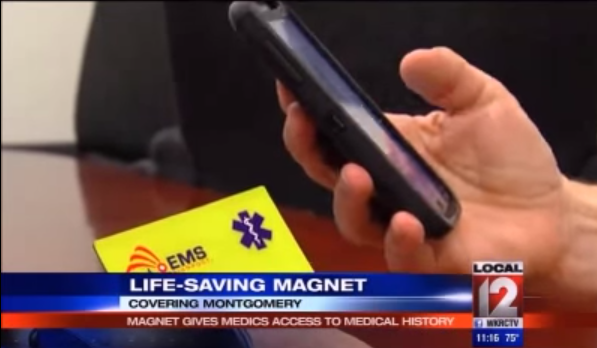 EMS
LIFE-SAVING MAGNET
COVERING MONTGOMERY
MAGNET GIVES MEDICS ACCESS TO MEDICAL HISTORY
LOCAL
12
f WKRCTV
11:16 75°